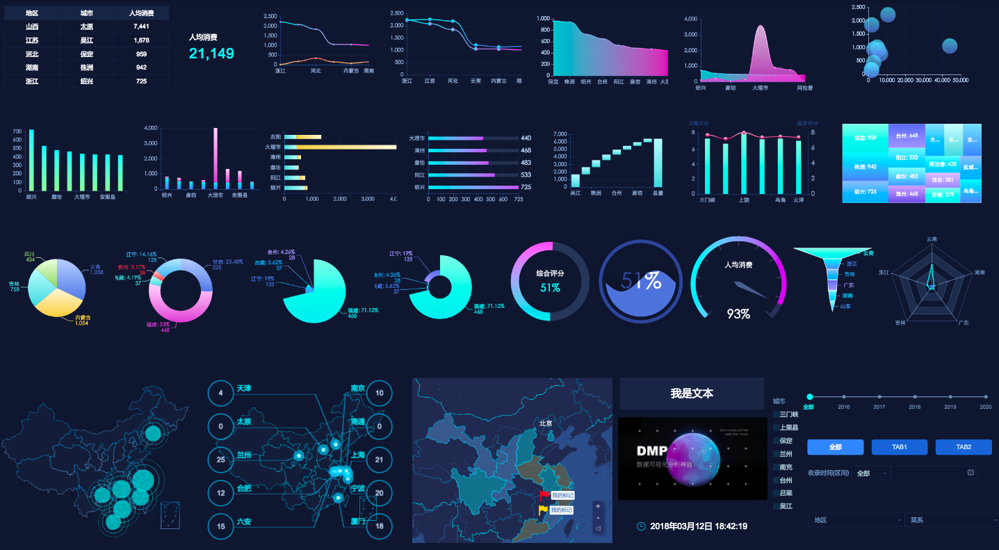 地区 城市 人均消费
山西 太原 7,441
江苏 吴江 1,678
河北 保定 959
湖南 株洲 942
浙江 绍兴 725
人均消费
21,149
2,500
2,000
1,500
1,000
500
0
浙江 河北 内蒙古 湖南
2,500
2,000
1,500
1,000
500
0
浙江 江苏 河北 云南 内蒙古 湖
1,000
800
600
400
200
0
保定 株洲 绍兴 台州 阳江 廊坊 漳州 大理
4,000
3,000
2,000
1,000
0
绍兴 廊坊 大理市 阿拉善
2,500
2,000
1,500
1,000
500
0
0 10,000 20,000 30,000 40,000 50,000
700
600
500
400
300
200
100
0
绍兴 廊坊 大理市 安图县
4,000
3,000
2,000
1,000
0
绍兴 廊坊 大理市 安图县
东阳
大理市
漳州
廊坊
阳江
绍兴
0 1,000 2,000 3,000 4,0
大理市 440
漳州 468
廊坊 483
阳江 533
绍兴 725
0 100 200 300 400 500 600 725
7,000
6,000
5,000
4,000
3,000
2,000
1,000
0
吴江 株洲 绍兴 台州 廊坊 总量
环境评分 服务评分
8 8
6 6
4 4
2 2
0 0
三门峡 上饶 乌海 云浮
保定: 959
株洲: 942
绍兴: 725
台州: 648
阳江: 533
廊坊: 483
漳州: 468
大...
东...
安...
阿拉善: 425
茂名: 381
济南: 379
盐城...
乌海...
四川
434
云南
1,058
吉林
758
内蒙古
1,054
辽宁: 14.16%
125
贵州: 3.17%
28
西藏: 4.19%
37
甘肃: 25.48%
225
福建: 53%
468
贵州: 4.26%
28
西藏: 5.62%
37
辽宁: 19%
125
福建: 71.12%
468
辽宁: 19%
125
贵州: 4.26%
28
西藏: 5.62%
37
福建: 71.12%
468
综合评分
51%
51%
人均消费
93%
云南
浙江
吉林
广东
湖南
山东
云南
浙江 湖南
吉林 广东
4 天津 南京 10
0 太原 南通 0
25 兰州 上海 21
12 合肥 宁波 20
15 六安 厦门 18
北京
我的标记
我的标记
+
-
我是文本
DATA VISUALIZATION
ANALYSIS TOOLS
DMP
数据可视化分析神器
2018年03月12日 18:42:19
城市
三门峡
上栗县
保定
兰州
南充
台州
吕梁
吴江
全部 2016 2017 2018 2019 2020
全部 TAB1 TAB2
收录时间(区间) 全部
地区 菜系